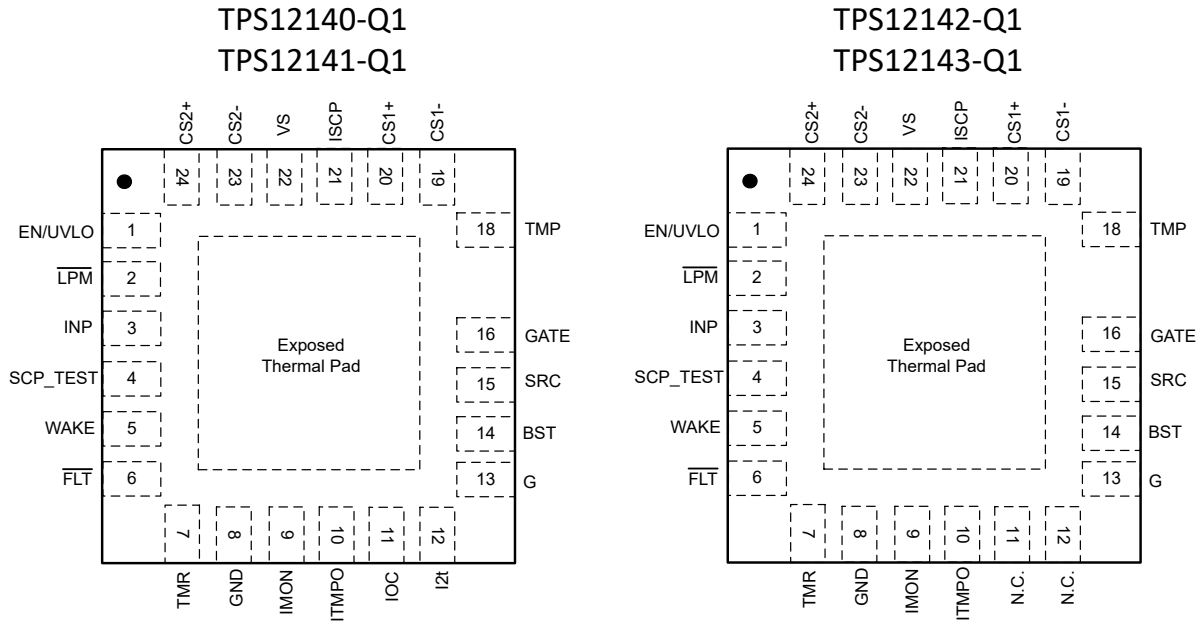 TPS12140-Q1
TPS12141-Q1
CS2+
CS2-
VS
ISCP
CS1+
CS1-
24
23
22
21
20
19
EN/UVLO 1
LPM 2
INP 3
SCP_TEST 4
WAKE 5
FLT 6
Exposed
Thermal Pad
18 TMP
16 GATE
15 SRC
14 BST
13 G
7
8
9
10
11
12
TMR
GND
IMON
ITMPO
IOC
I2t
TPS12142-Q1
TPS12143-Q1
CS2+
CS2-
VS
ISCP
CS1+
CS1-
24
23
22
21
20
19
EN/UVLO 1
LPM 2
INP 3
SCP_TEST 4
WAKE 5
FLT 6
Exposed
Thermal Pad
18 TMP
16 GATE
15 SRC
14 BST
13 G
7
8
9
10
11
12
TMR
GND
IMON
ITMPO
N.C.
N.C.